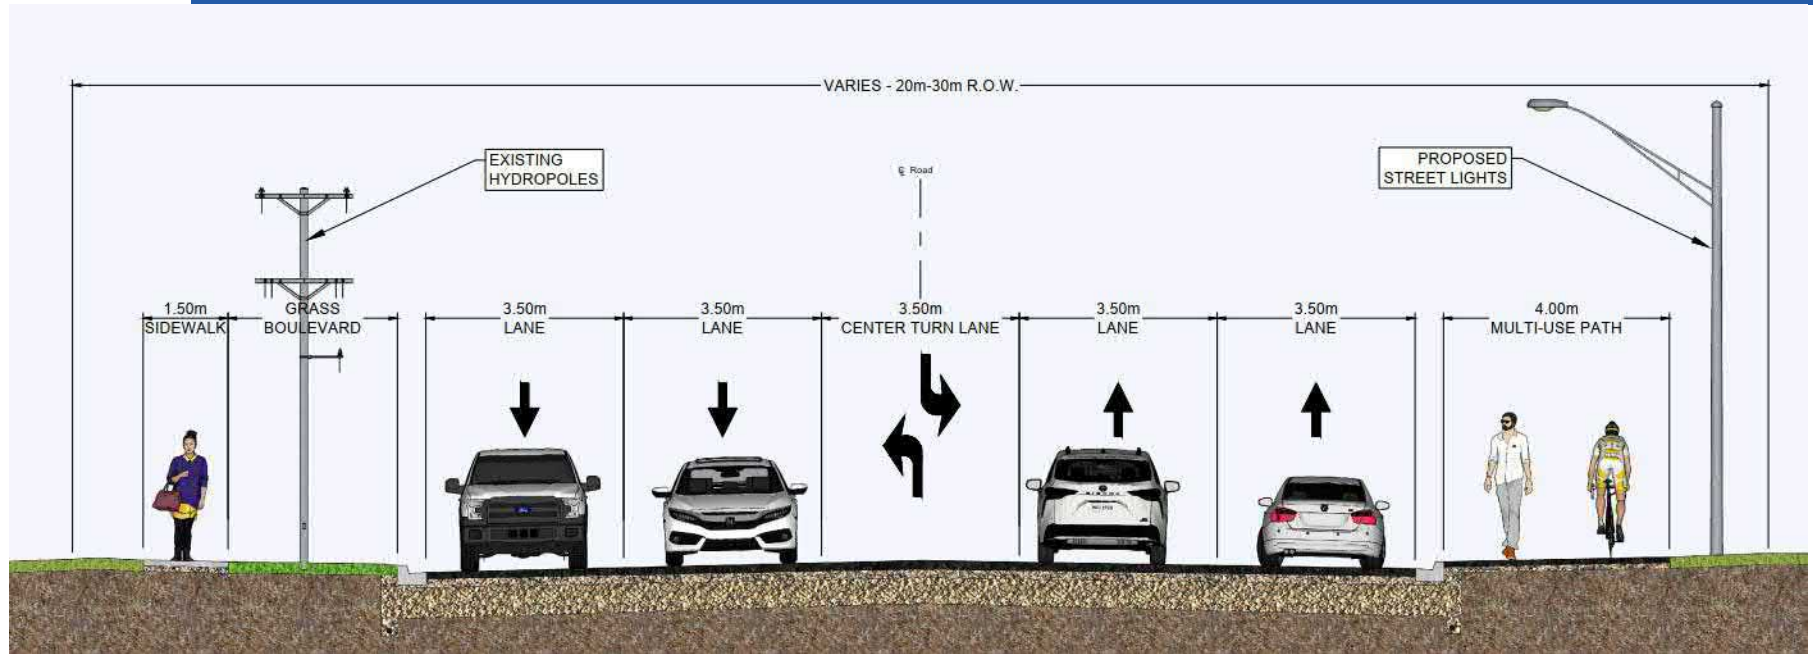 VARIES - 20m-30m R.O.W.
EXISTING
HYDROPOLES
℄ Road
PROPOSED
STREET LIGHTS
1.50m
SIDEWALK
GRASS
BOULEVARD
3.50m
LANE
3.50m
LANE
3.50m
CENTER TURN LANE
3.50m
LANE
3.50m
LANE
4.00m
MULTI-USE PATH